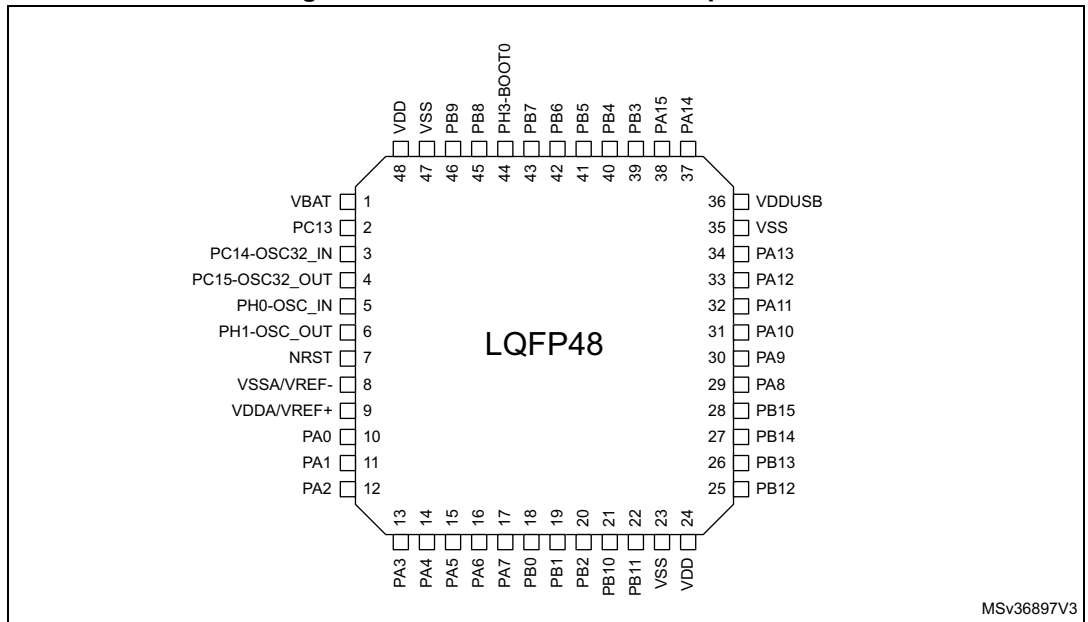 LQFP48
VDD
VSS
PB9
PB8
PH3-BOOT0
PB7
PB6
PB5
PB4
PB3
PA15
PA14
48
47
46
45
44
43
42
41
40
39
38
37
VBAT 1
PC13 2
PC14-OSC32_IN 3
PC15-OSC32_OUT 4
PH0-OSC_IN 5
PH1-OSC_OUT 6
NRST 7
VSSA/VREF- 8
VDDA/VREF+ 9
PA0 10
PA1 11
PA2 12
36 VDDUSB
35 VSS
34 PA13
33 PA12
32 PA11
31 PA10
30 PA9
29 PA8
28 PB15
27 PB14
26 PB13
25 PB12
13
14
15
16
17
18
19
20
21
22
23
24
PA3
PA4
PA5
PA6
PA7
PB0
PB1
PB2
PB10
PB11
VSS
VDD
MSv36897V3